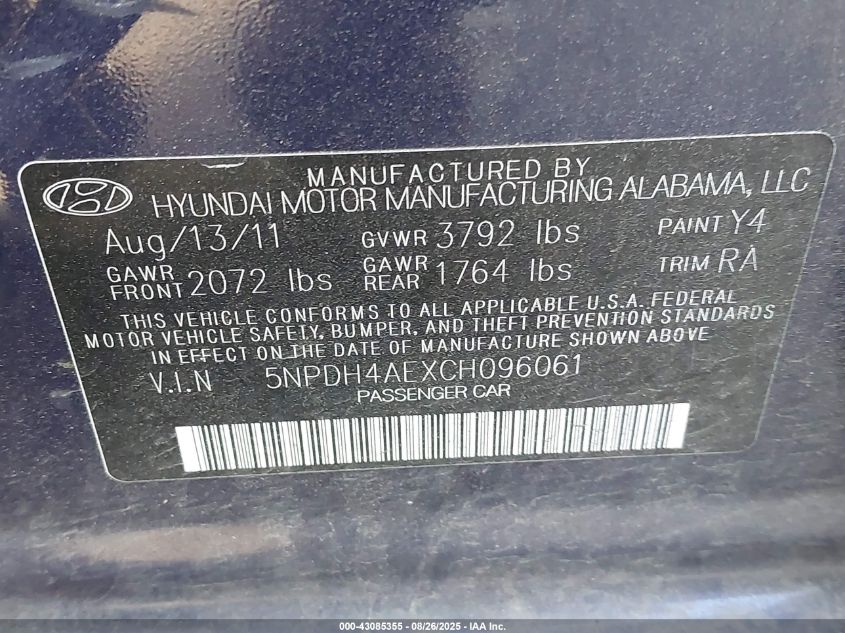 MANUFACTURED BY
HYUNDAI MOTOR MANUFACTURING ALABAMA, LLC
Aug/13/11 GVWR 3792 lbs PAINT Y4
GAWR FRONT 2072 lbs GAWR REAR 1764 lbs TRIM RA
THIS VEHICLE CONFORMS TO ALL APPLICABLE U.S.A. FEDERAL
MOTOR VEHICLE SAFETY, BUMPER, AND THEFT PREVENTION STANDARDS
IN EFFECT ON THE DATE OF MANUFACTURE SHOWN ABOVE
V.I.N 5NPDH4AEXCH096061
PASSENGER CAR
000-43085355 - 08/26/2025 - IAA Inc.